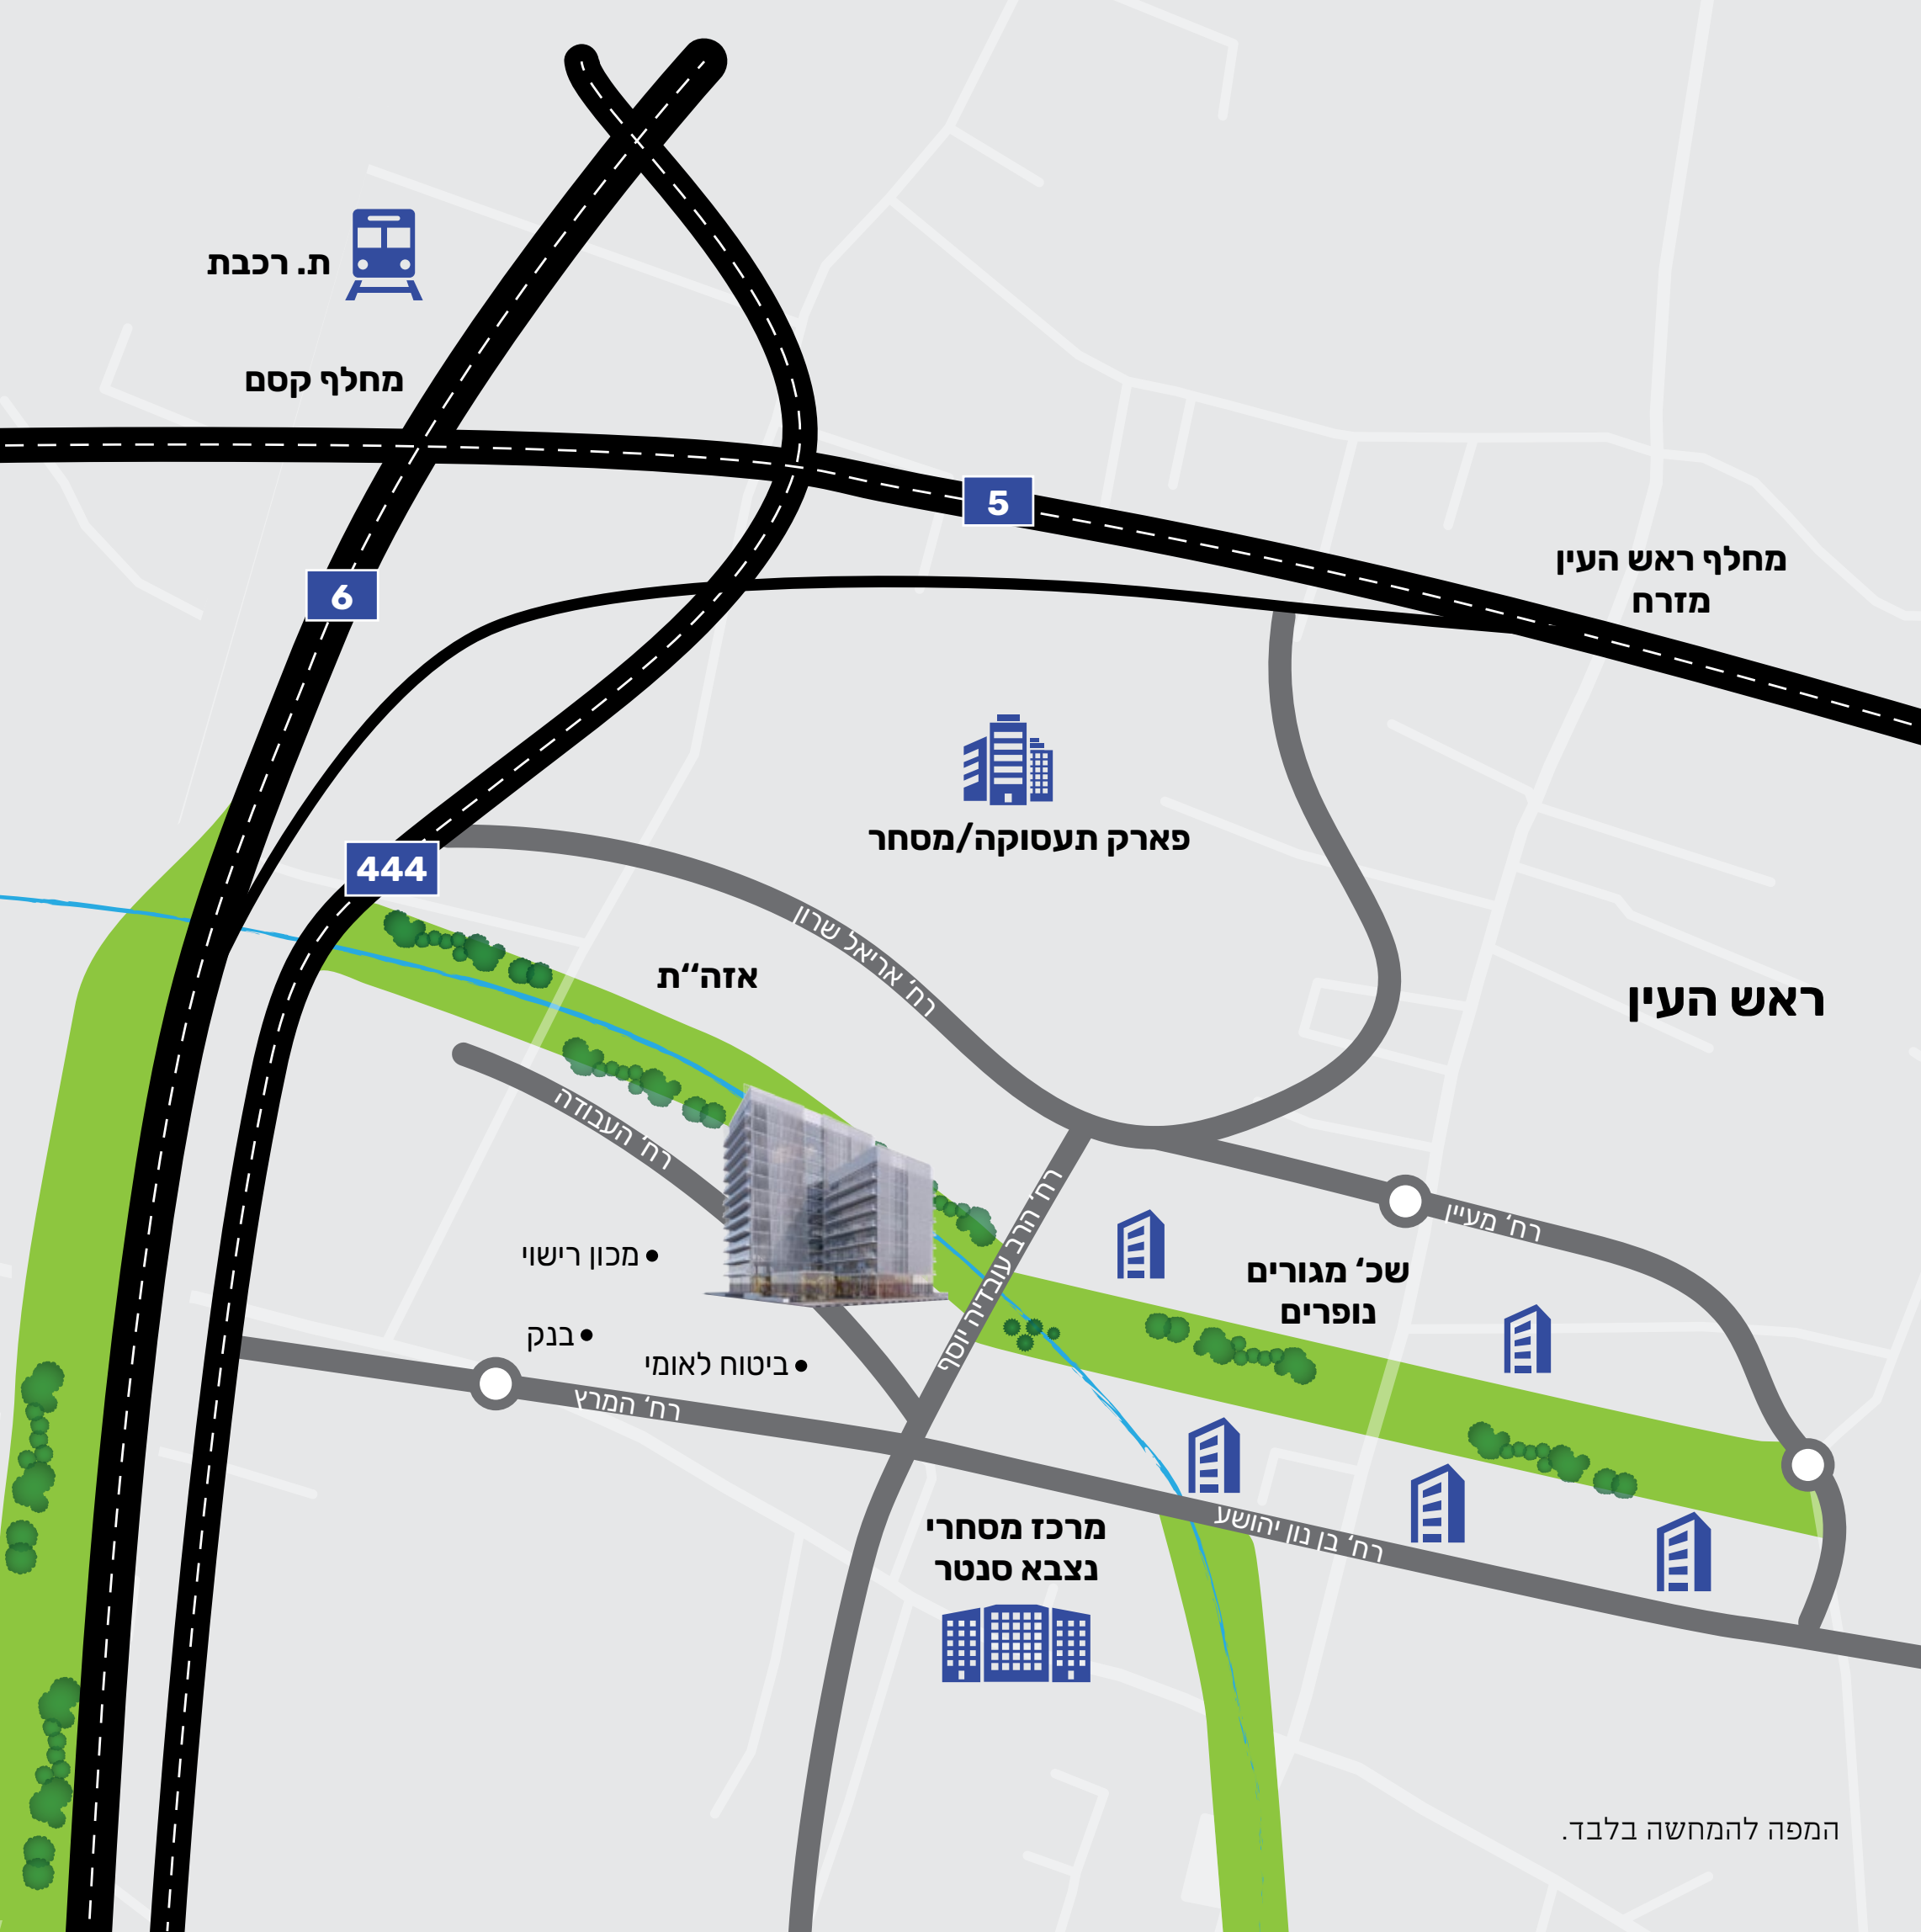 ת. רכבת
מחלף קסם
5
מחלף ראש העין
מזרח
6
פארק תעסוקה/מסחר
444
רח׳ אריאל שרון
אזה״ת
ראש העין
רח׳ העבודה
רח׳ הרב עובדיה יוסף
רח׳ מעיין
מכון רישוי
שכ׳ מגורים
נופרים
בנק
ביטוח לאומי
רח׳ המרץ
מרכז מסחרי
נצבא סנטר
רח׳ בן נון יהושע
המפה להמחשה בלבד.